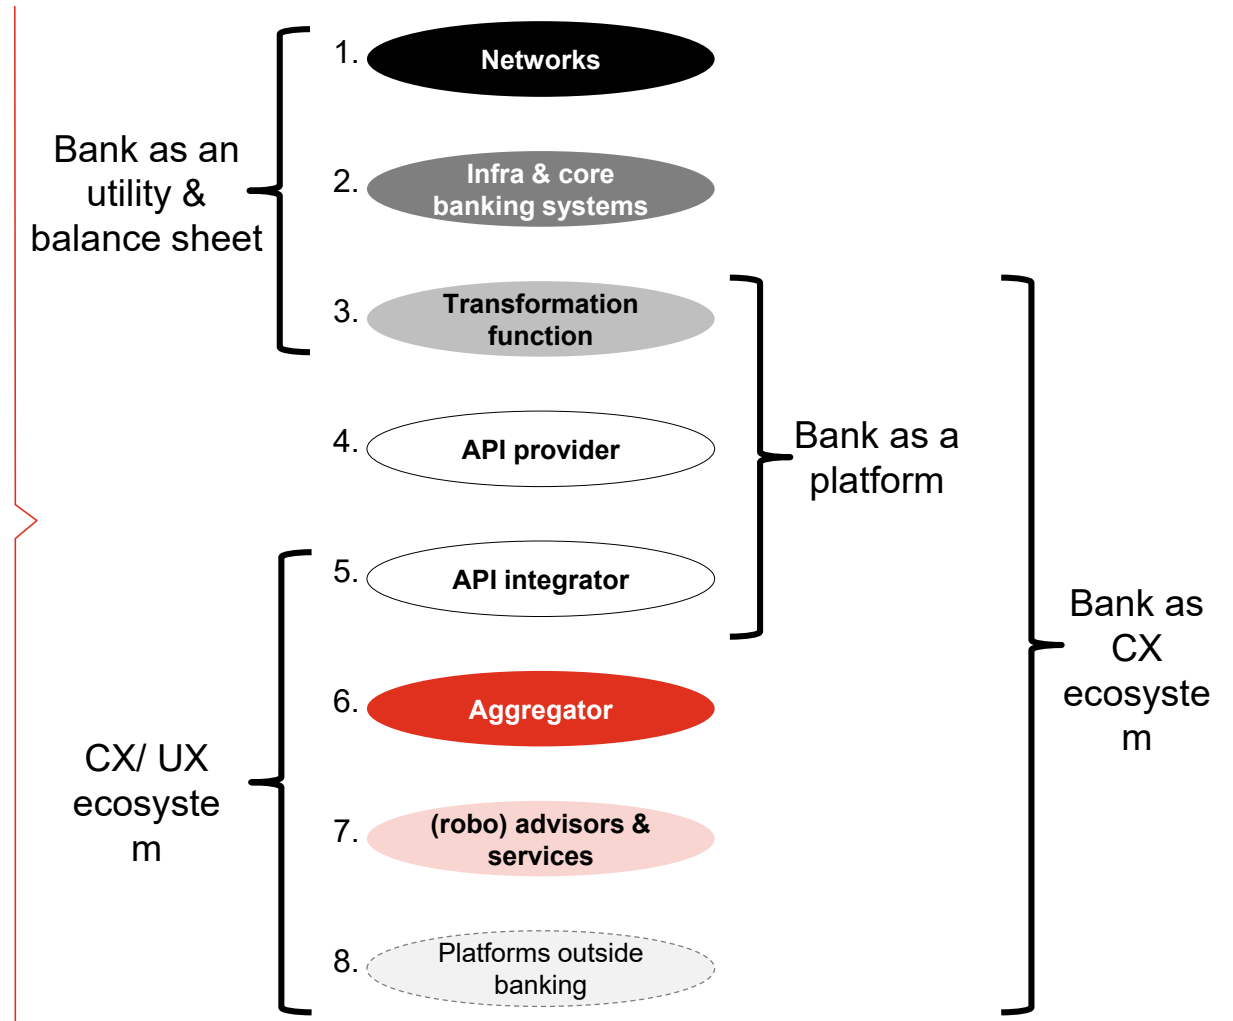 1.
Networks
Bank as an
utility &
balance sheet
2.
Infra & core
banking systems
3.
Transformation
function
4.
API provider
Bank as a
platform
5.
API integrator
Bank as
CX
ecosyste
m
6.
Aggregator
CX/ UX
ecosyste
m
7.
(robo) advisors &
services
8.
Platforms outside
banking